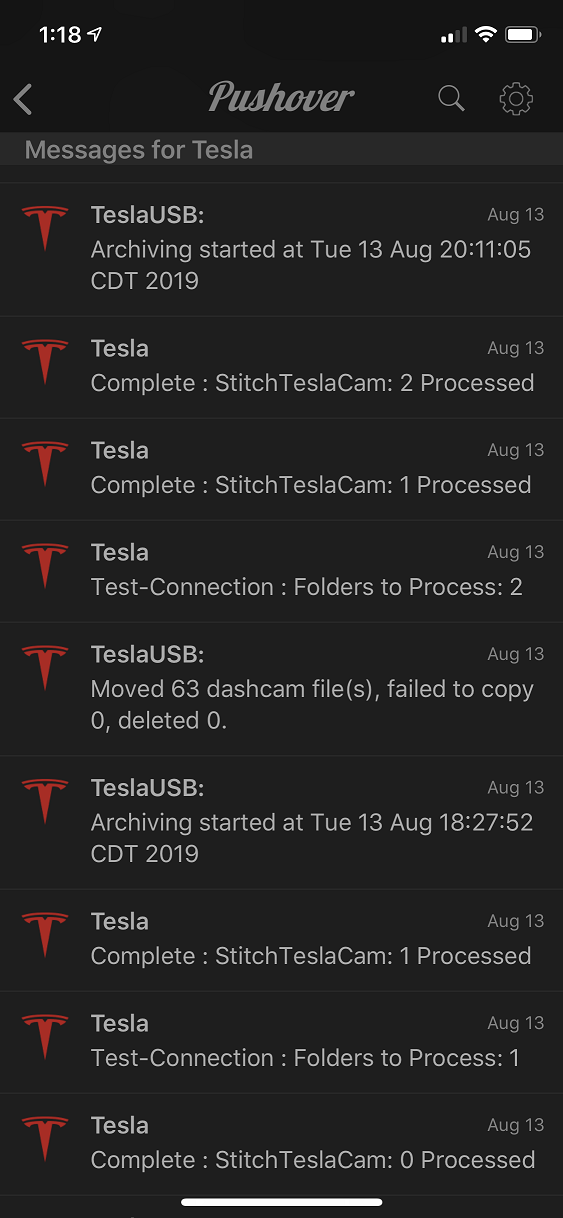 1:18
Pushover
Messages for Tesla
TeslaUSB:
Aug 13
Archiving started at Tue 13 Aug 20:11:05
CDT 2019
Tesla
Aug 13
Complete : StitchTeslaCam: 2 Processed
Tesla
Aug 13
Complete : StitchTeslaCam: 1 Processed
Tesla
Aug 13
Test-Connection : Folders to Process: 2
TeslaUSB:
Aug 13
Moved 63 dashcam file(s), failed to copy
0, deleted 0.
TeslaUSB:
Aug 13
Archiving started at Tue 13 Aug 18:27:52
CDT 2019
Tesla
Aug 13
Complete : StitchTeslaCam: 1 Processed
Tesla
Aug 13
Test-Connection : Folders to Process: 1
Tesla
Aug 13
Complete : StitchTeslaCam: 0 Processed